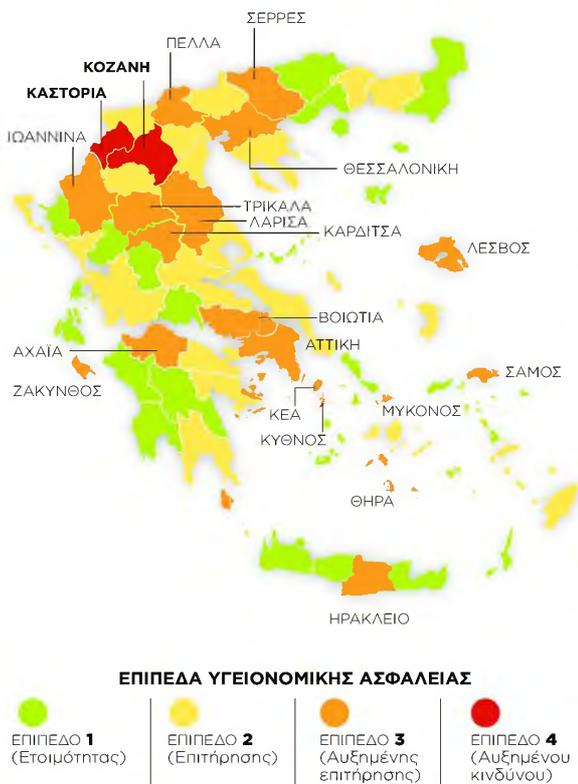 ΣΕΡΡΕΣ
ΠΕΛΛΑ
ΚΟΖΑΝΗ
ΚΑΣΤΟΡΙΑ
ΙΩΑΝΝΙΝΑ
ΘΕΣΣΑΛΟΝΙΚΗ
ΤΡΙΚΑΛΑ
ΛΑΡΙΣΑ
ΚΑΡΔΙΤΣΑ
ΛΕΣΒΟΣ
ΒΟΙΩΤΙΑ
ΑΤΤΙΚΗ
ΑΧΑΪΑ
ΖΑΚΥΝΘΟΣ
ΣΑΜΟΣ
ΚΕΑ
ΜΥΚΟΝΟΣ
ΚΥΘΝΟΣ
ΘΗΡΑ
ΗΡΑΚΛΕΙΟ
ΕΠΙΠΕΔΑ ΥΓΕΙΟΝΟΜΙΚΗΣ ΑΣΦΑΛΕΙΑΣ
ΕΠΙΠΕΔΟ 1
(Ετοιμότητας)
ΕΠΙΠΕΔΟ 2
(Επιτήρησης)
ΕΠΙΠΕΔΟ 3
(Αυξημένης
επιτήρησης)
ΕΠΙΠΕΔΟ 4
(Αυξημένου
κινδύνου)